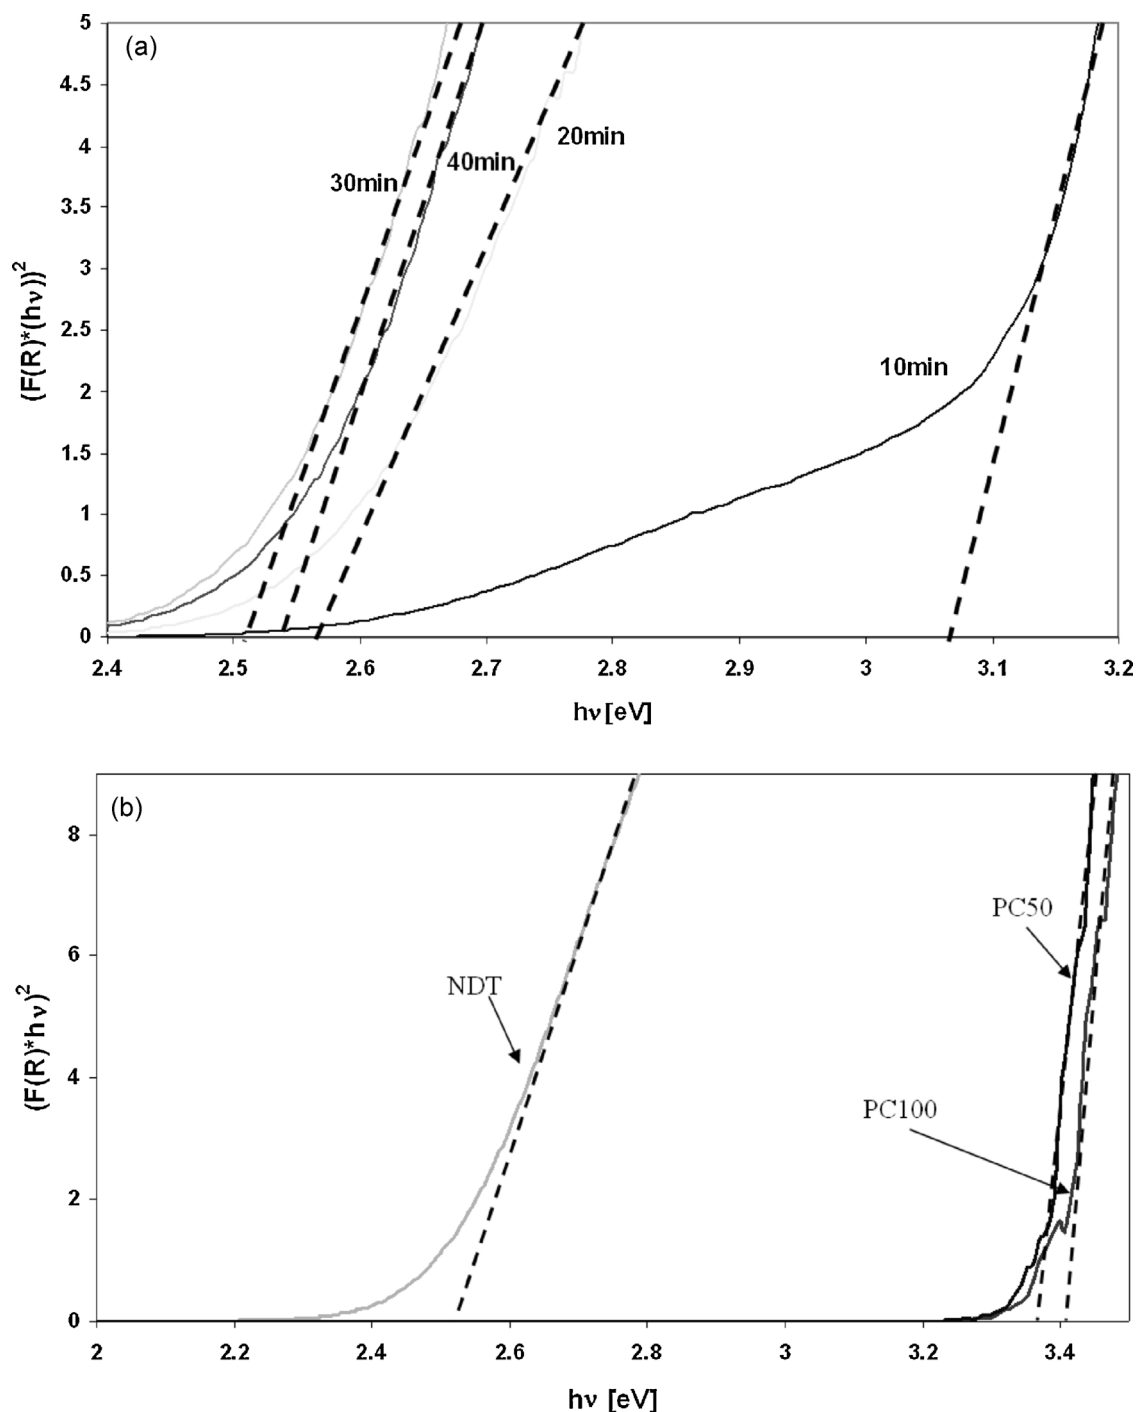 (a)
5
4.5
4
3.5
3
2.5
2
1.5
1
0.5
0
(F(R)*(hν))²
30min
40min
20min
10min
2.4 2.5 2.6 2.7 2.8 2.9 3 3.1 3.2
hν [eV]
(b)
8
6
4
2
0
(F(R)*hν)²
NDT
PC50
PC100
2 2.2 2.4 2.6 2.8 3 3.2 3.4
hν [eV]